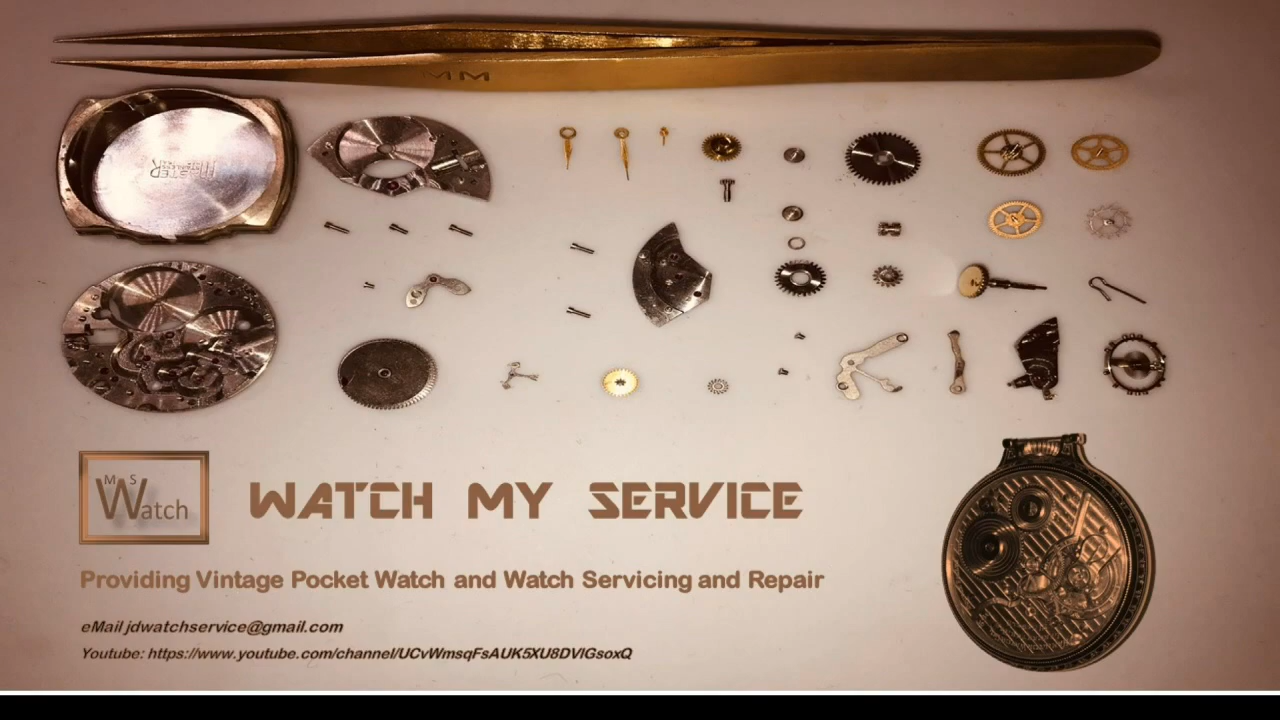 MM
M S
Watch
WATCH MY SERVICE
Providing Vintage Pocket Watch and Watch Servicing and Repair
eMail jdwatchservice@gmail.com
Youtube: https://www.youtube.com/channel/UCvWmsqFsAUK5XU8DVlGsoxQ